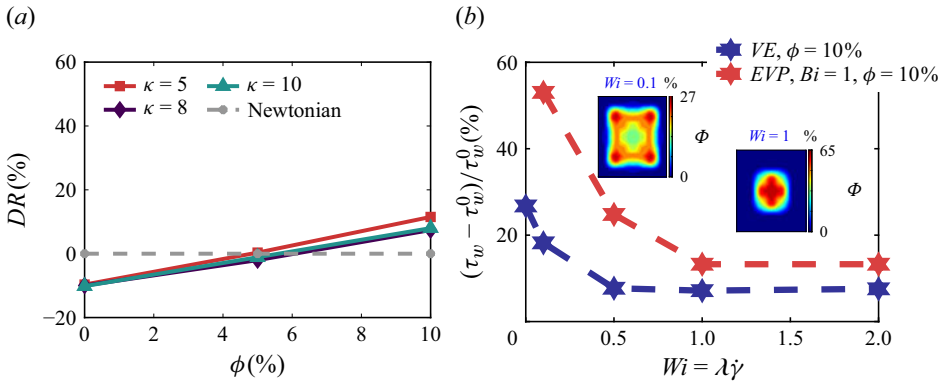 (a)
60
40
20
0
−20
DR(%)
κ = 5
κ = 10
κ = 8
Newtonian
0 2 4 6 8 10
ϕ(%)
(b)
VE, ϕ = 10%
EVP, Bi = 1, ϕ = 10%
60
40
20
(τw − τw0)/τw0(%)
Wi = 0.1 %
27
Φ
0
Wi = 1 %
65
Φ
0
0 0.5 1.0 1.5 2.0
Wi = λγ̇